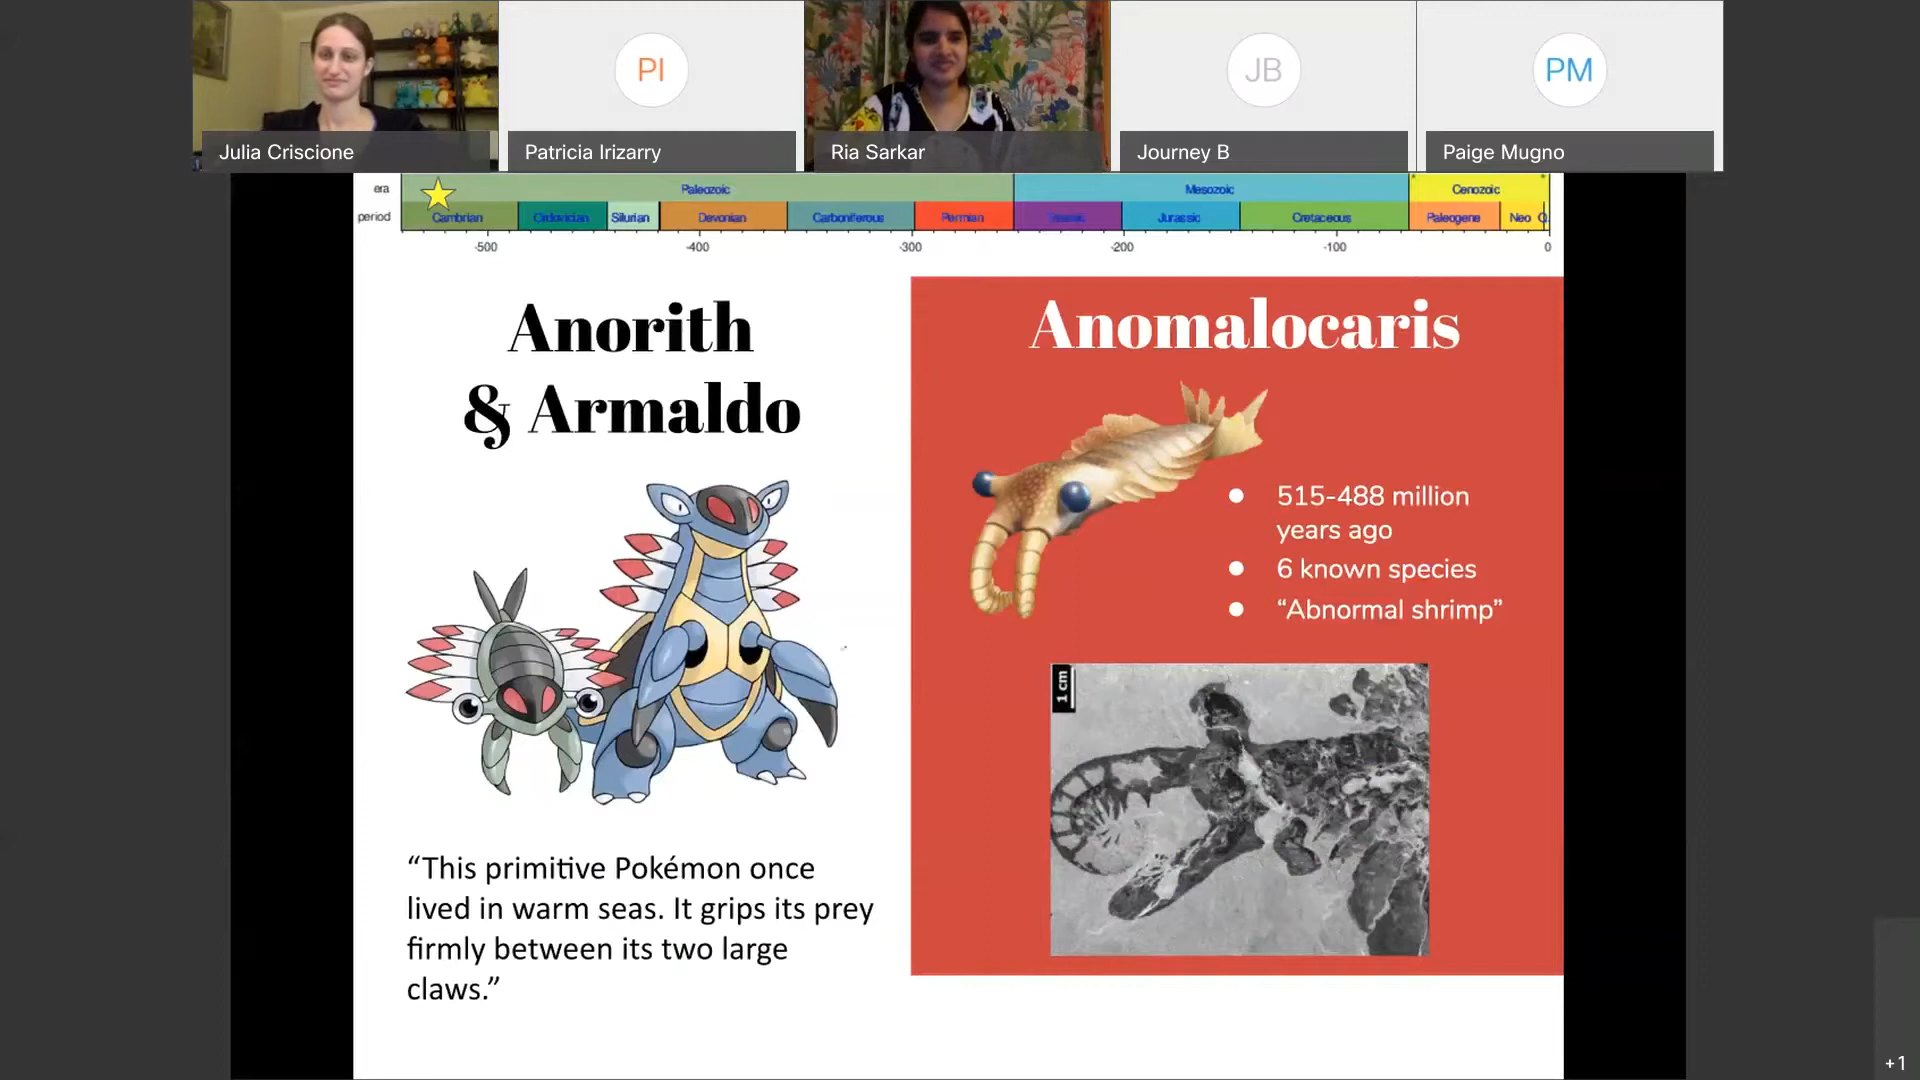 PI
JB
PM
Julia Criscione
Patricia Irizarry
Ria Sarkar
Journey B
Paige Mugno
era
Paleozoic
Mesozoic
Cenozoic
period
Cambrian
Ordovician
Silurian
Devonian
Carboniferous
Permian
Triassic
Jurassic
Cretaceous
Paleogene
Neo
Q.
-500
-400
-300
-200
-100
0
Anorith
& Armaldo
“This primitive Pokémon once
lived in warm seas. It grips its prey
firmly between its two large
claws.”
Anomalocaris
● 515-488 million
years ago
● 6 known species
● “Abnormal shrimp”
1 cm
+1